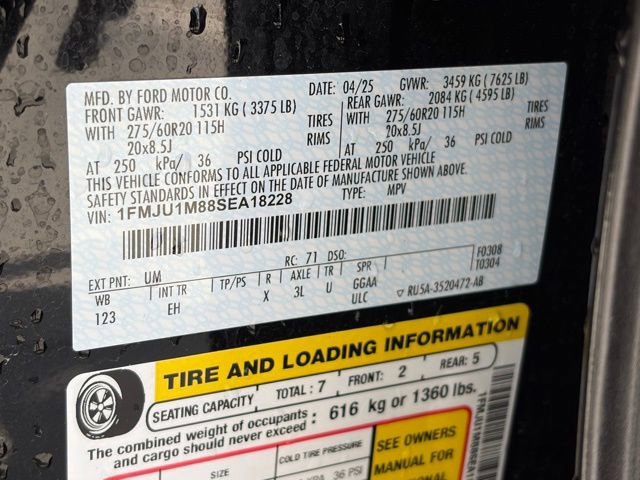 MFD. BY FORD MOTOR CO.
DATE: 04/25 GVWR: 3459 KG ( 7625 LB)
FRONT GAWR: 1531 KG ( 3375 LB) REAR GAWR: 2084 KG ( 4595 LB)
WITH 275/60R20 115H TIRES WITH 275/60R20 115H TIRES
20x8.5J RIMS 20x8.5J RIMS
AT 250 kPa/ 36 PSI COLD AT 250 kPa/ 36 PSI COLD
THIS VEHICLE CONFORMS TO ALL APPLICABLE FEDERAL MOTOR VEHICLE
SAFETY STANDARDS IN EFFECT ON THE DATE OF MANUFACTURE SHOWN ABOVE.
VIN: 1FMJU1M88SEA18228 TYPE: MPV
EXT PNT: UM RC: 71 DSO: F0308
WB INT TR TP/PS R AXLE TR SPR T0304
123 EH X 3L U GGAA
ULC RU5A-3520472-AB
TIRE AND LOADING INFORMATION
SEATING CAPACITY TOTAL : 7 FRONT: 2 REAR: 5
The combined weight of occupants and cargo should never exceed : 616 kg or 1360 lbs.
SIZE COLD TIRE PRESSURE
SEE OWNERS
MANUAL FOR
36 PSI